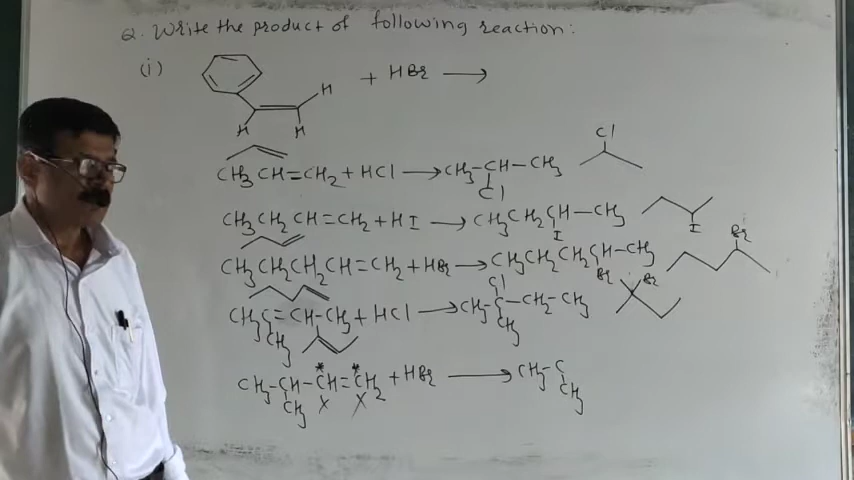 Q. Write the product of following reaction:
(i)
H
H
H
+ HBr ⟶
CH3CH=CH2 + HCl ⟶ CH3-CH-CH3
Cl
Cl
CH3CH2CH=CH2 + HI ⟶ CH3CH2CH-CH3
I
I
CH3CH2CH2CH=CH2 + HBr ⟶ CH3CH2CH2CH-CH3
Br
Br
CH3C=CH-CH3 + HCl ⟶ CH3-C-CH2-CH3
CH3
Cl
CH3
Br
CH3-CH-CH=CH2 + HBr ⟶ CH3-C
CH3
* *
X X
CH3